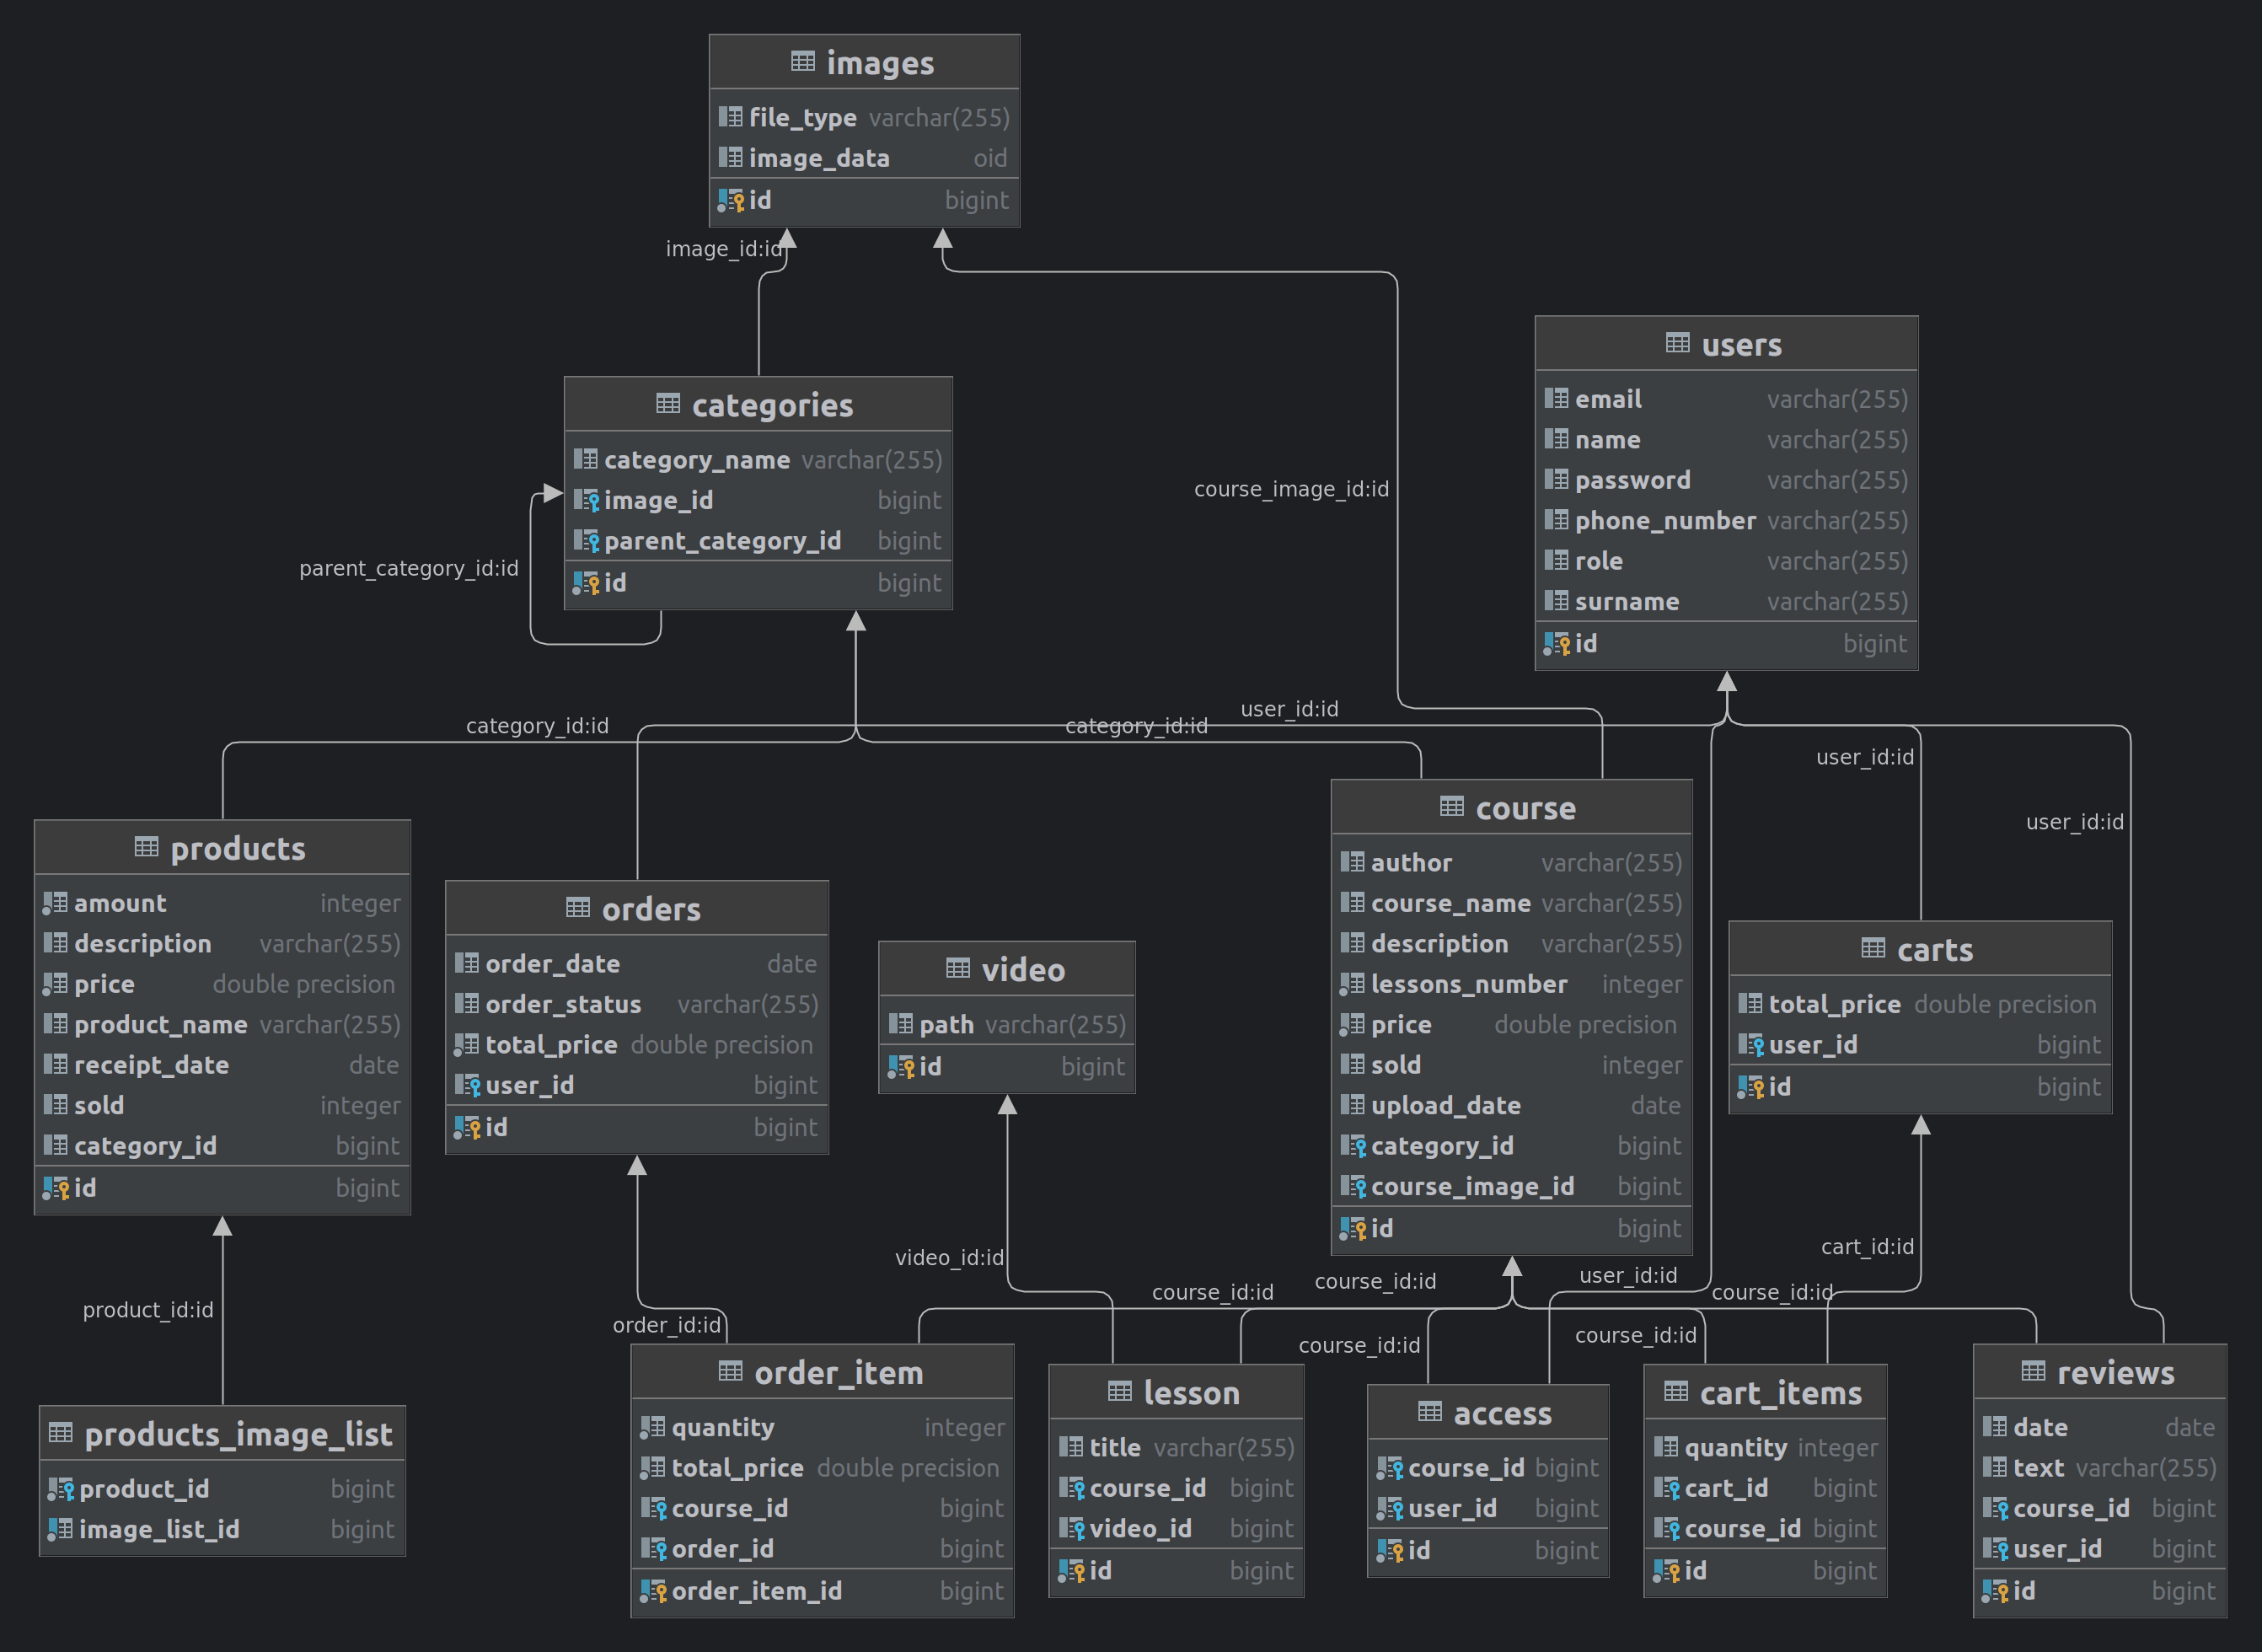 images
file_type varchar(255)
image_data oid
id bigint
image_id:id
course_image_id:id
categories
category_name varchar(255)
image_id bigint
parent_category_id bigint
id bigint
parent_category_id:id
users
email varchar(255)
name varchar(255)
password varchar(255)
phone_number varchar(255)
role varchar(255)
surname varchar(255)
id bigint
category_id:id
category_id:id
user_id:id
user_id:id
user_id:id
products
amount integer
description varchar(255)
price double precision
product_name varchar(255)
receipt_date date
sold integer
category_id bigint
id bigint
orders
order_date date
order_status varchar(255)
total_price double precision
user_id bigint
id bigint
video
path varchar(255)
id bigint
course
author varchar(255)
course_name varchar(255)
description varchar(255)
lessons_number integer
price double precision
sold integer
upload_date date
category_id bigint
course_image_id bigint
id bigint
carts
total_price double precision
user_id bigint
id bigint
product_id:id
order_id:id
video_id:id
course_id:id
course_id:id
course_id:id
user_id:id
course_id:id
course_id:id
cart_id:id
products_image_list
product_id bigint
image_list_id bigint
order_item
quantity integer
total_price double precision
course_id bigint
order_id bigint
order_item_id bigint
lesson
title varchar(255)
course_id bigint
video_id bigint
id bigint
access
course_id bigint
user_id bigint
id bigint
cart_items
quantity integer
cart_id bigint
course_id bigint
id bigint
reviews
date date
text varchar(255)
course_id bigint
user_id bigint
id bigint